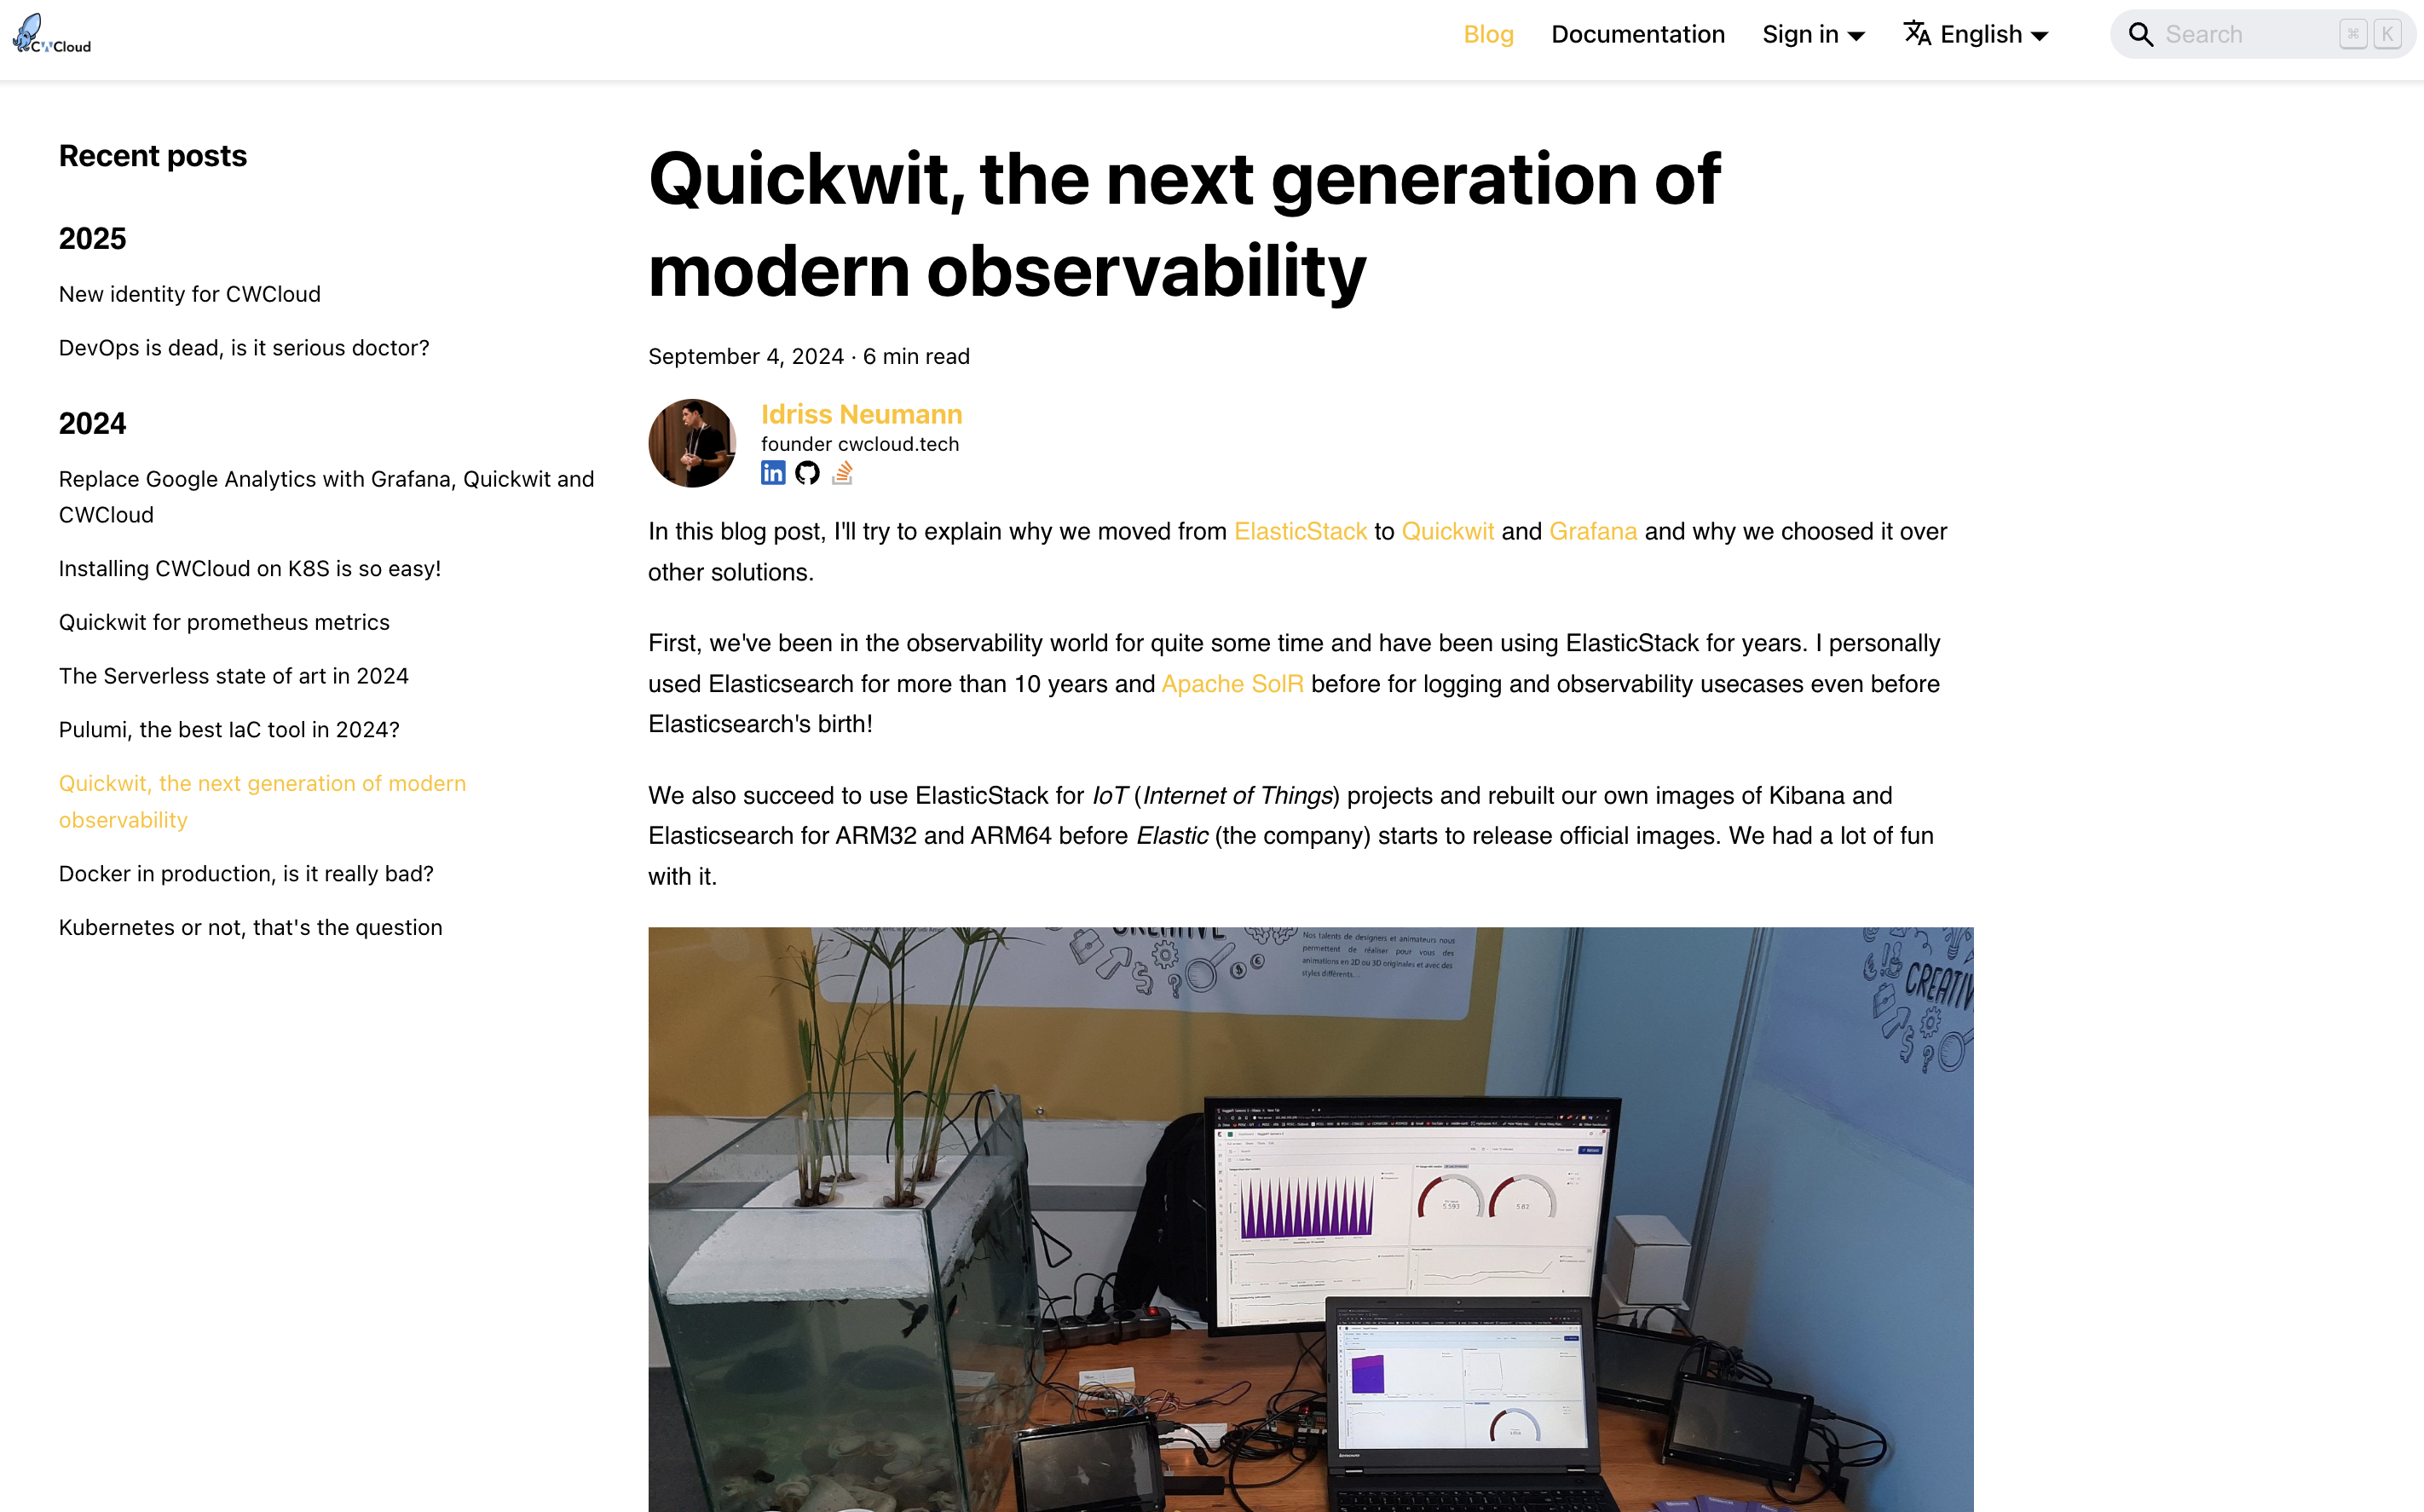 CWCloud
Blog
Documentation
Sign in
English
Search
⌘ K
Recent posts
2025
New identity for CWCloud
DevOps is dead, is it serious doctor?
2024
Replace Google Analytics with Grafana, Quickwit and
CWCloud
Installing CWCloud on K8S is so easy!
Quickwit for prometheus metrics
The Serverless state of art in 2024
Pulumi, the best IaC tool in 2024?
Quickwit, the next generation of modern
observability
Docker in production, is it really bad?
Kubernetes or not, that's the question
Quickwit, the next generation of
modern observability
September 4, 2024 · 6 min read
Idriss Neumann
founder cwcloud.tech
In this blog post, I'll try to explain why we moved from ElasticStack to Quickwit and Grafana and why we choosed it over
other solutions.
First, we've been in the observability world for quite some time and have been using ElasticStack for years. I personally
used Elasticsearch for more than 10 years and Apache SolR before for logging and observability usecases even before
Elasticsearch's birth!
We also succeed to use ElasticStack for IoT (Internet of Things) projects and rebuilt our own images of Kibana and
Elasticsearch for ARM32 and ARM64 before Elastic (the company) starts to release official images. We had a lot of fun
with it.
CREATIVE
Nos talents de designers et animateurs nous
permettent de réaliser pour vous des
animations en 2D ou 3D originales et avec des
styles différents...
CREATIV
5.593
5.82